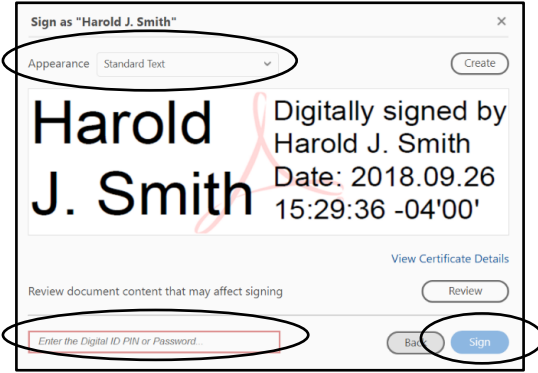 Sign as "Harold J. Smith" ×
Appearance Standard Text Create
Harold
J. Smith
Digitally signed by
Harold J. Smith
Date: 2018.09.26
15:29:36 -04'00'
View Certificate Details
Review document content that may affect signing Review
Enter the Digital ID PIN or Password... Back Sign